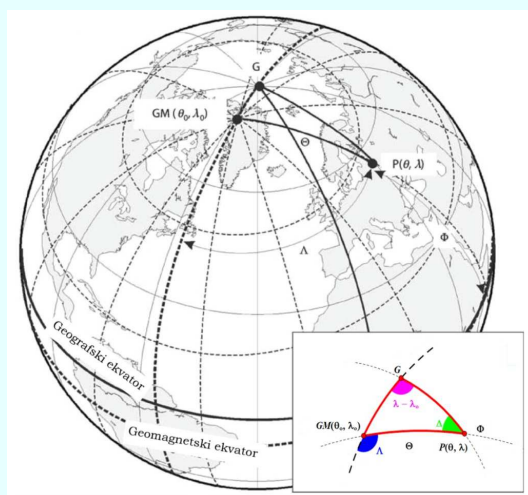 G
GM(θ₀, λ₀)
Θ
P(θ, λ)
Λ
Φ
Geografski ekvator
Geomagnetski ekvator
G
λ – λ₀
GM(θ₀, λ₀)
Δ
Φ
Λ
Θ
P(θ, λ)